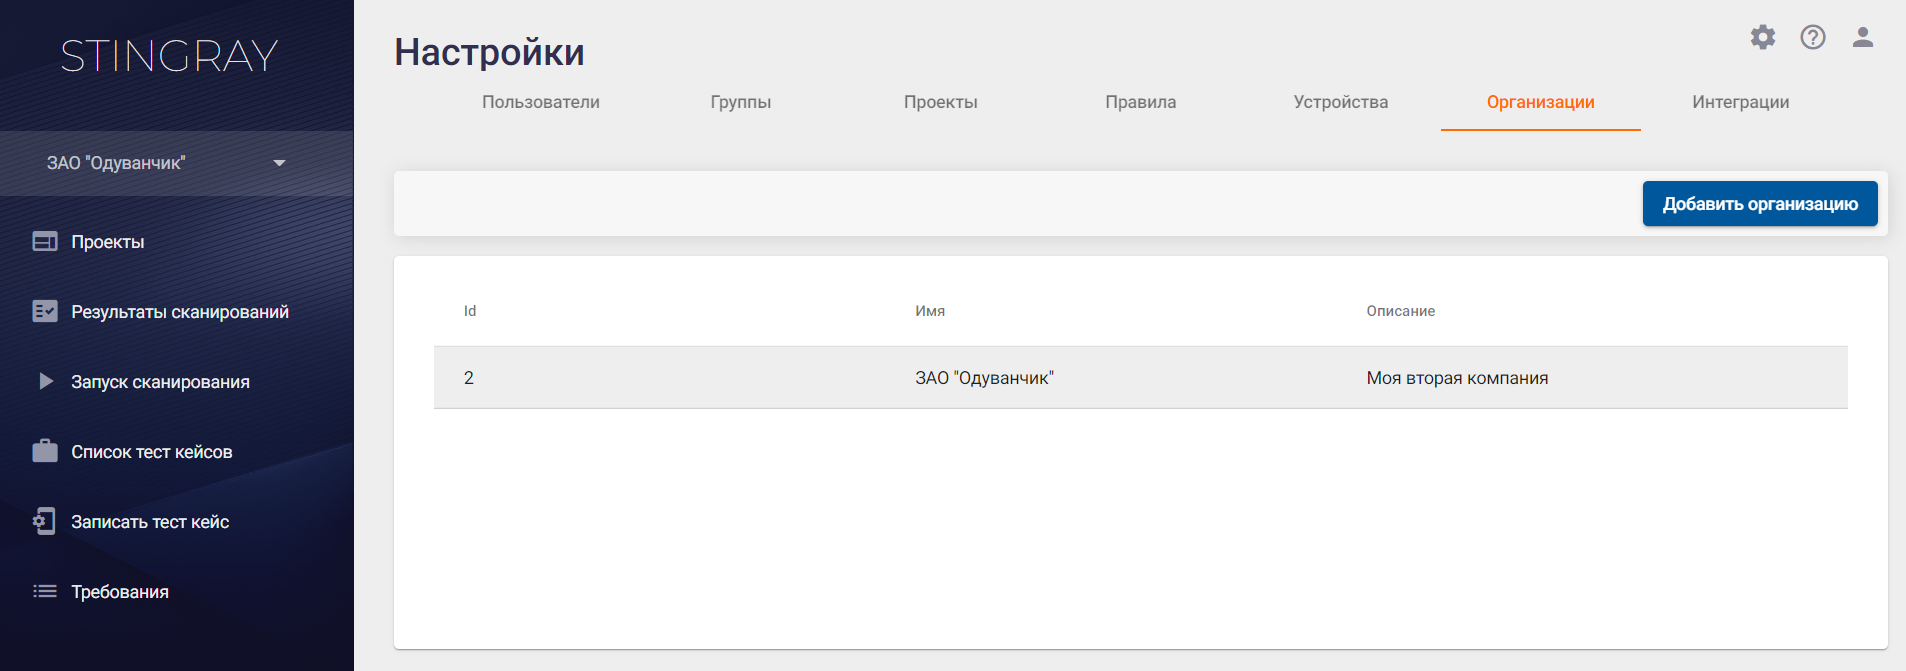 STINGRAY
ЗАО "Одуванчик"
Проекты
Результаты сканирований
Запуск сканирования
Список тест кейсов
Записать тест кейс
Требования
Настройки
Пользователи Группы Проекты Правила Устройства Организации Интеграции
Добавить организацию
Id Имя Описание
2 ЗАО "Одуванчик" Моя вторая компания